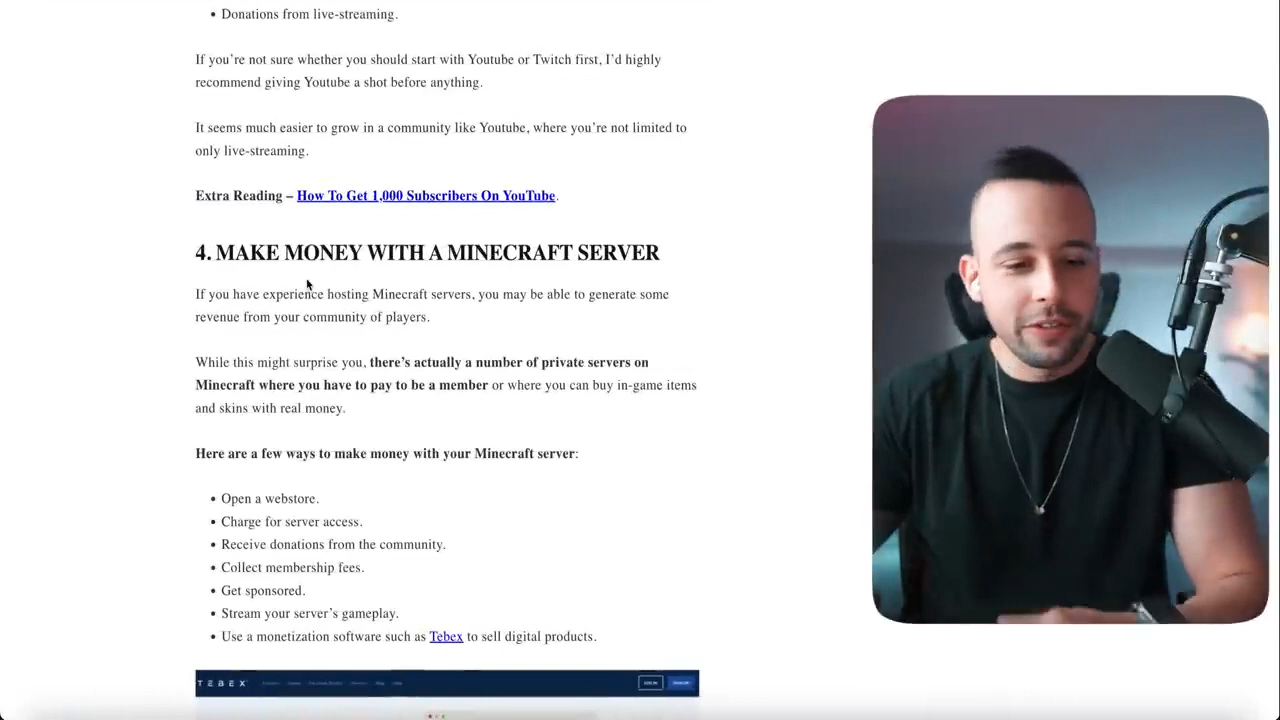 • Donations from live-streaming.
If you're not sure whether you should start with Youtube or Twitch first, I'd highly
recommend giving Youtube a shot before anything.
It seems much easier to grow in a community like Youtube, where you're not limited to
only live-streaming.
Extra Reading – How To Get 1,000 Subscribers On YouTube.
4. MAKE MONEY WITH A MINECRAFT SERVER
If you have experience hosting Minecraft servers, you may be able to generate some
revenue from your community of players.
While this might surprise you, there's actually a number of private servers on
Minecraft where you have to pay to be a member or where you can buy in-game items
and skins with real money.
Here are a few ways to make money with your Minecraft server:
• Open a webstore.
• Charge for server access.
• Receive donations from the community.
• Collect membership fees.
• Get sponsored.
• Stream your server's gameplay.
• Use a monetization software such as Tebex to sell digital products.
TEBEX